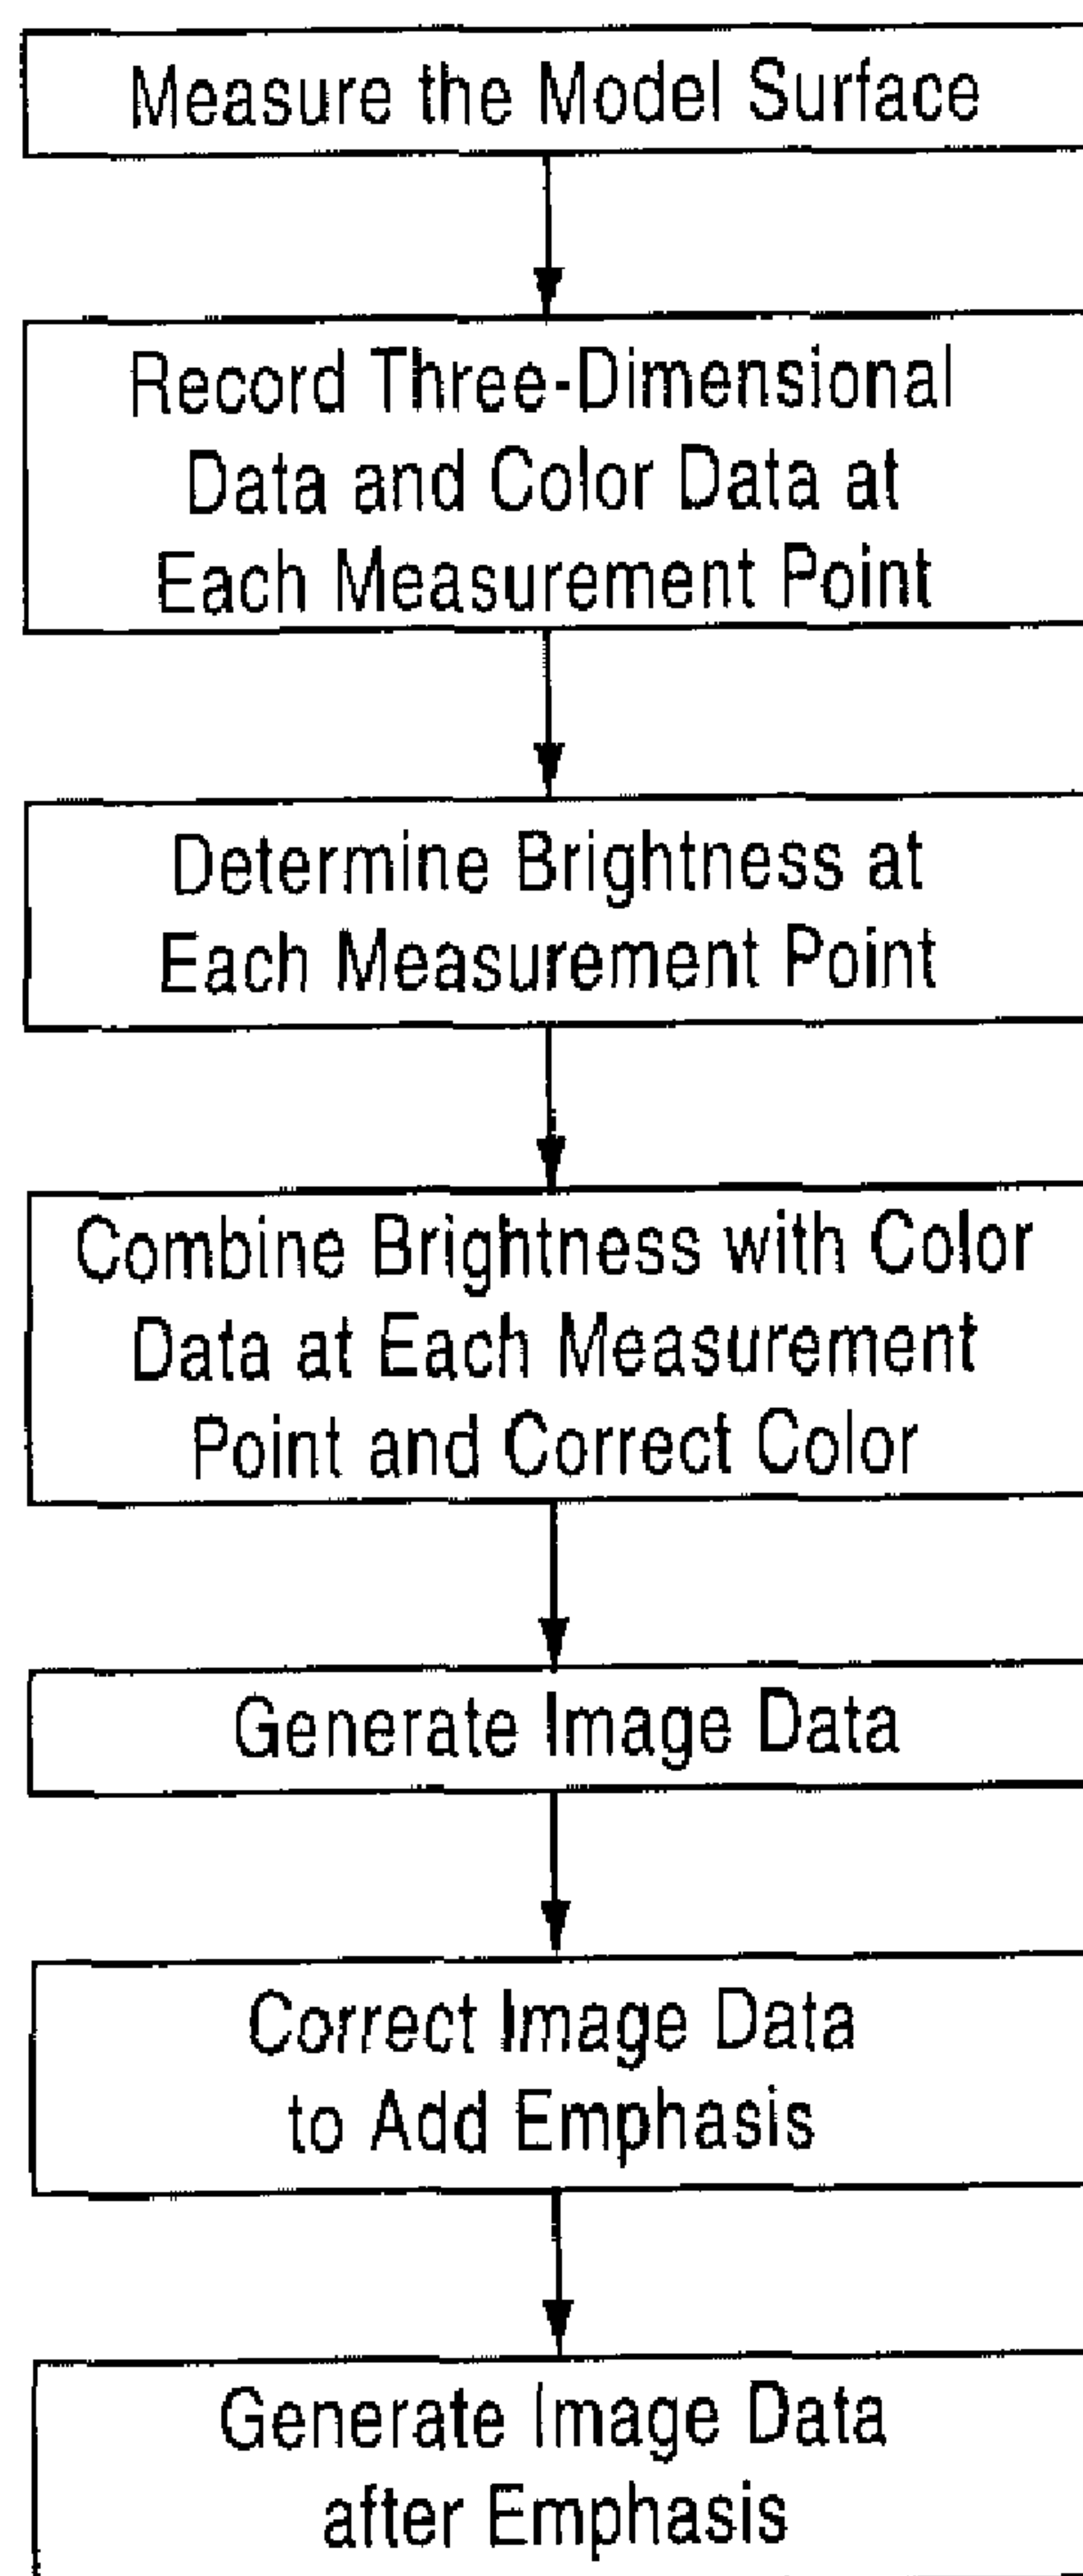 Measure the Model Surface
Record Three-Dimensional
Data and Color Data at
Each Measurement Point
Determine Brightness at
Each Measurement Point
Combine Brightness with Color
Data at Each Measurement
Point and Correct Color
Generate Image Data
Correct Image Data
to Add Emphasis
Generate Image Data
after Emphasis